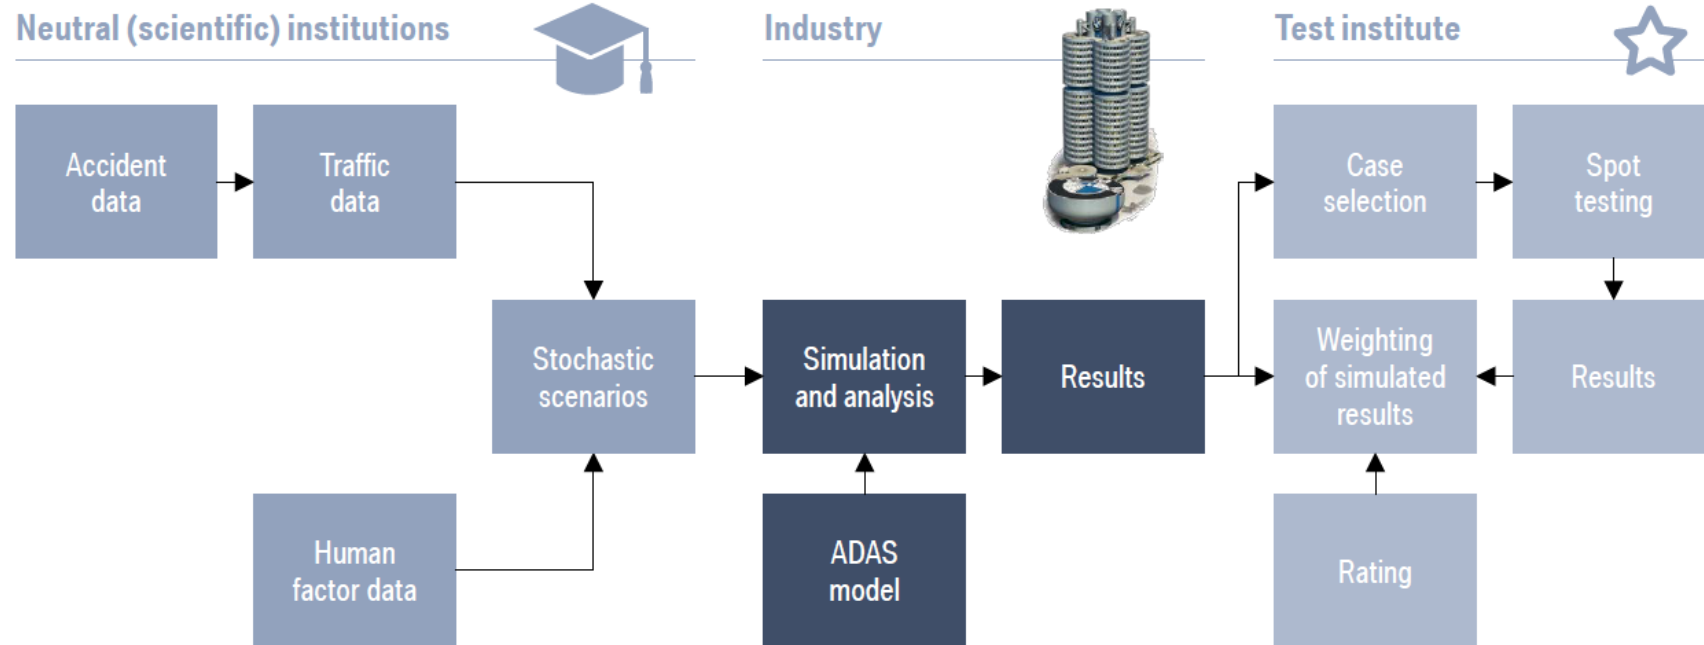 Neutral (scientific) institutions
Industry
Test institute
Accident
data
Traffic
data
Case
selection
Spot
testing
Stochastic
scenarios
Simulation
and analysis
Results
Weighting
of simulated
results
Results
Human
factor data
ADAS
model
Rating